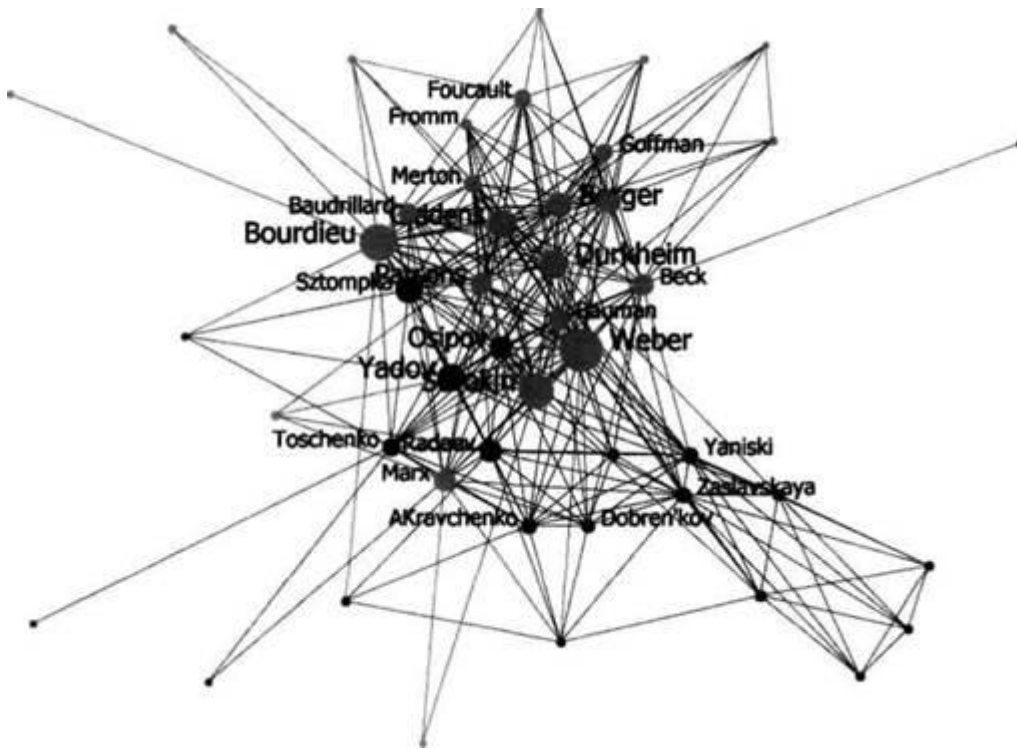 Foucault
Fromm
Goffman
Merton
Baudrillard
Giddens
Berger
Bourdieu
Durkheim
Sztompka
Parsons
Beck
Bauman
Osipov
Weber
Yadov
Toschenko
Radaev
Yaniski
Marx
Zaslavskaya
AKravchenko
Dobren'kov